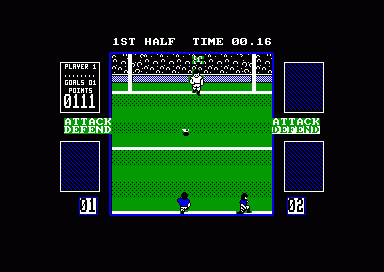 1ST HALF TIME 00.16
PLAYER 1
........
GOALS 01
POINTS
0111
ATTACK
DEFEND
ATTACK
DEFEND
01
02